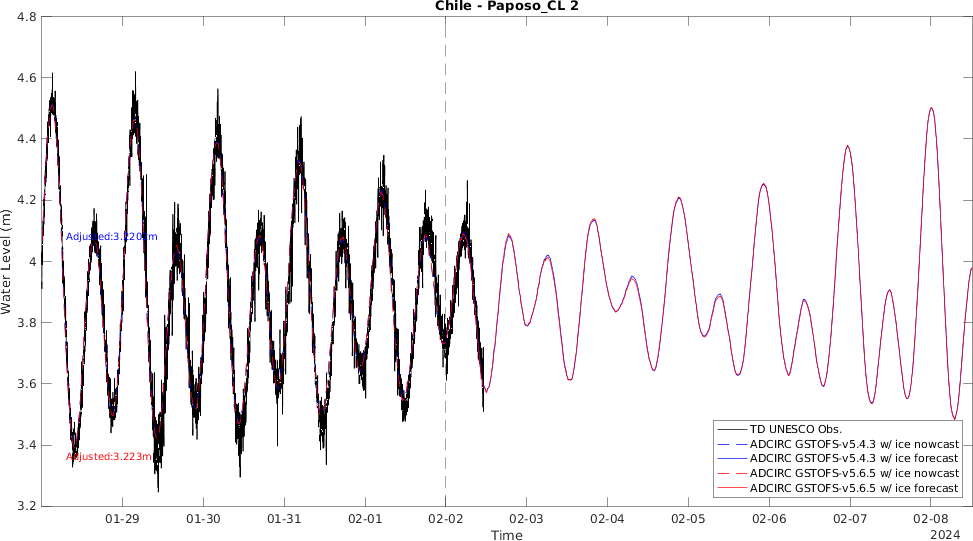 Chile - Paposo_CL 2
4.8
4.6
4.4
4.2
4
3.8
3.6
3.4
3.2
Water Level (m)
Adjusted:3.220m
Adjusted:3.223m
TD UNESCO Obs.
ADCIRC GSTOFS-v5.4.3 w/ ice nowcast
ADCIRC GSTOFS-v5.4.3 w/ ice forecast
ADCIRC GSTOFS-v5.6.5 w/ ice nowcast
ADCIRC GSTOFS-v5.6.5 w/ ice forecast
01-29 01-30 01-31 02-01 02-02 02-03 02-04 02-05 02-06 02-07 02-08
Time
2024